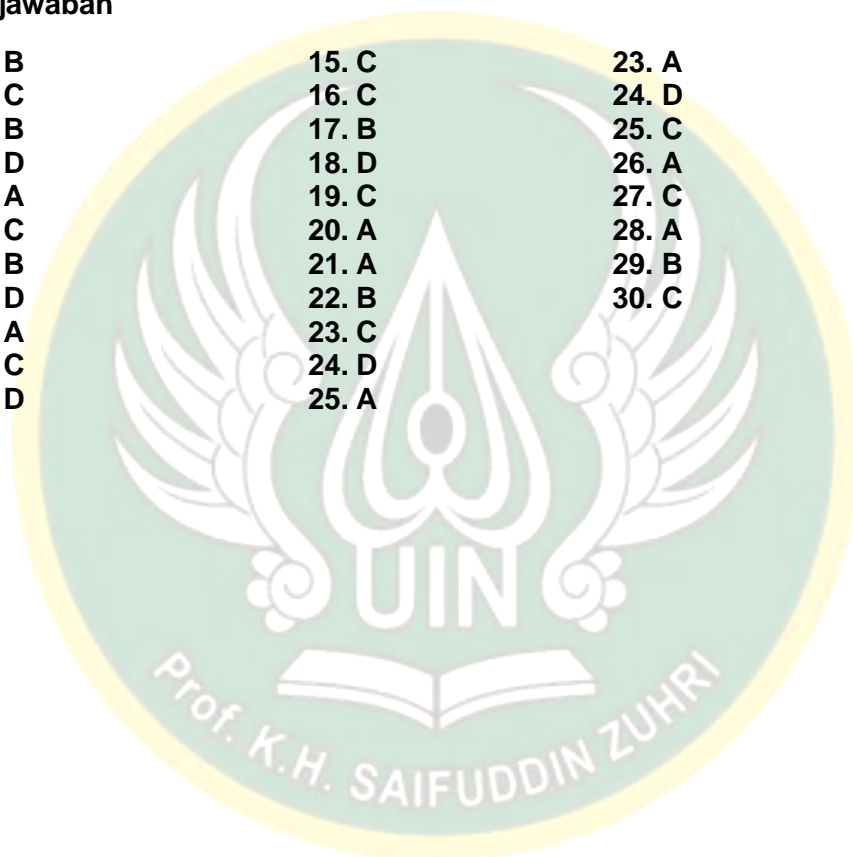 jawaban
B
C
B
D
A
C
B
D
A
C
D
15. C
16. C
17. B
18. D
19. C
20. A
21. A
22. B
23. C
24. D
25. A
23. A
24. D
25. C
26. A
27. C
28. A
29. B
30. C
UIN
Prof. K.H. SAIFUDDIN ZUHRI